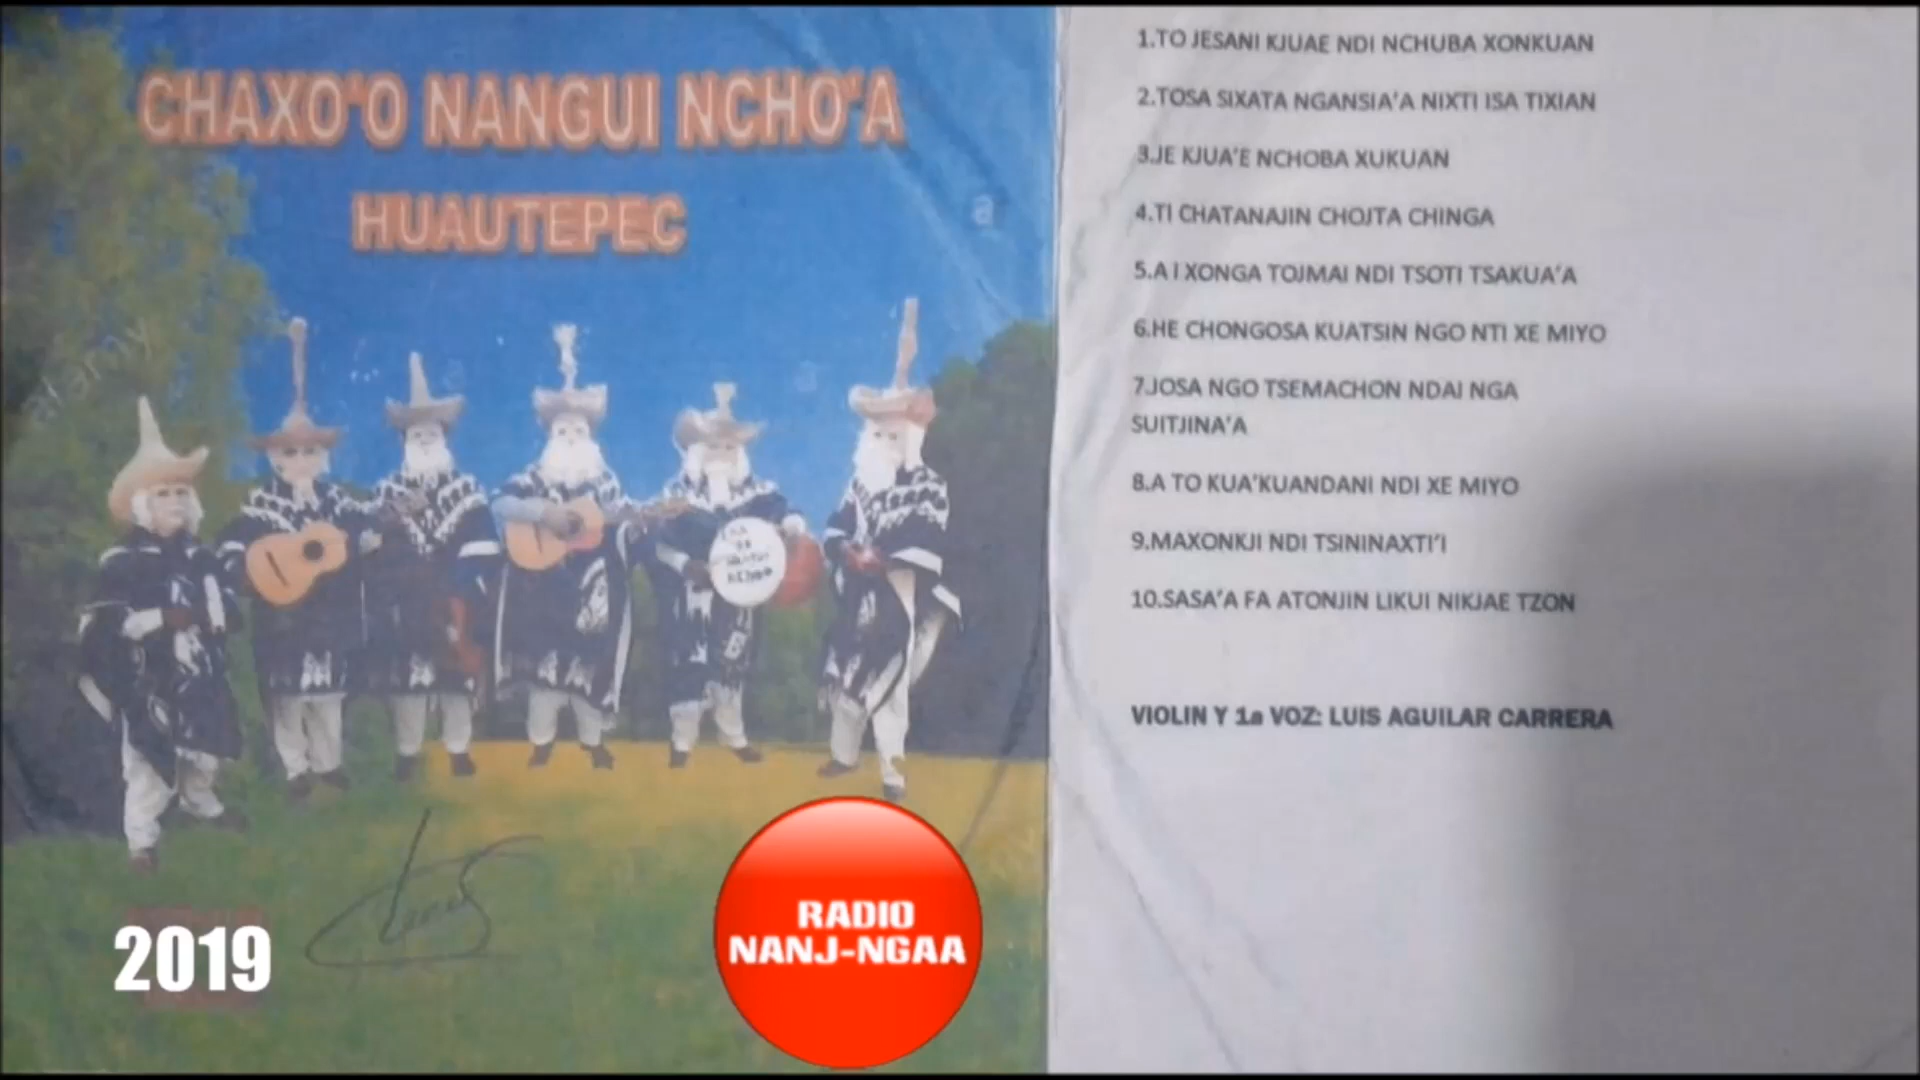 CHAXO'O NANGUI NCHO'A
HUAUTEPEC
alamy
a
2019
RADIO
NANJ-NGAA
1.TO JESANI KJUAE NDI NCHUBA XONKUAN
2.TOSA SIXATA NGANSIA'A NIXTI ISA TIXIAN
3.JE KJUA'E NCHOBA XUKUAN
4.TI CHATANAJIN CHOJTA CHINGA
5.A I XONGA TOJMAI NDI TSOTI TSAKUA'A
6.HE CHONGOSA KUATSIN NGO NTI XE MIYO
7.JOSA NGO TSEMACHON NDAI NGA
SUITJINA'A
8.A TO KUA'KUANDANI NDI XE MIYO
9.MAXONKJI NDI TSININAXTI'I
10.SASA'A FA ATONJIN LIKUI NIKJAE TZON
VIOLIN Y 1a VOZ: LUIS AGUILAR CARRERA